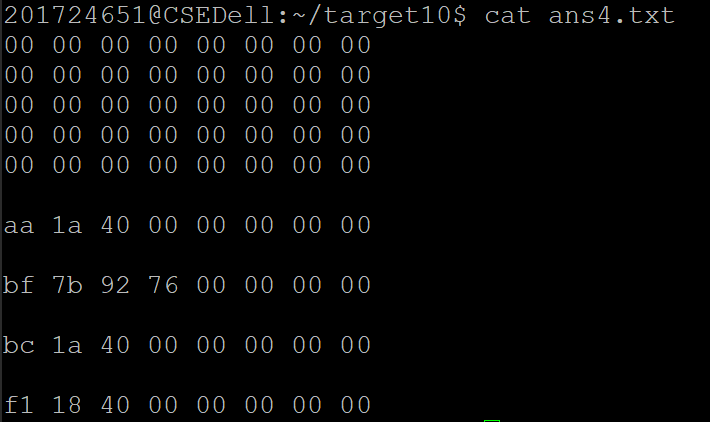 201724651@CSEDell:~/target10$ cat ans4.txt
00 00 00 00 00 00 00 00
00 00 00 00 00 00 00 00
00 00 00 00 00 00 00 00
00 00 00 00 00 00 00 00
00 00 00 00 00 00 00 00
aa 1a 40 00 00 00 00 00
bf 7b 92 76 00 00 00 00
bc 1a 40 00 00 00 00 00
f1 18 40 00 00 00 00 00